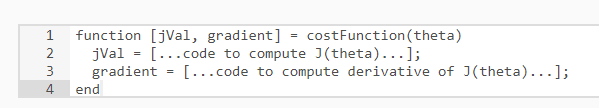 1 function [jVal, gradient] = costFunction(theta)
2   jVal = [...code to compute J(theta)...];
3   gradient = [...code to compute derivative of J(theta)...];
4 end